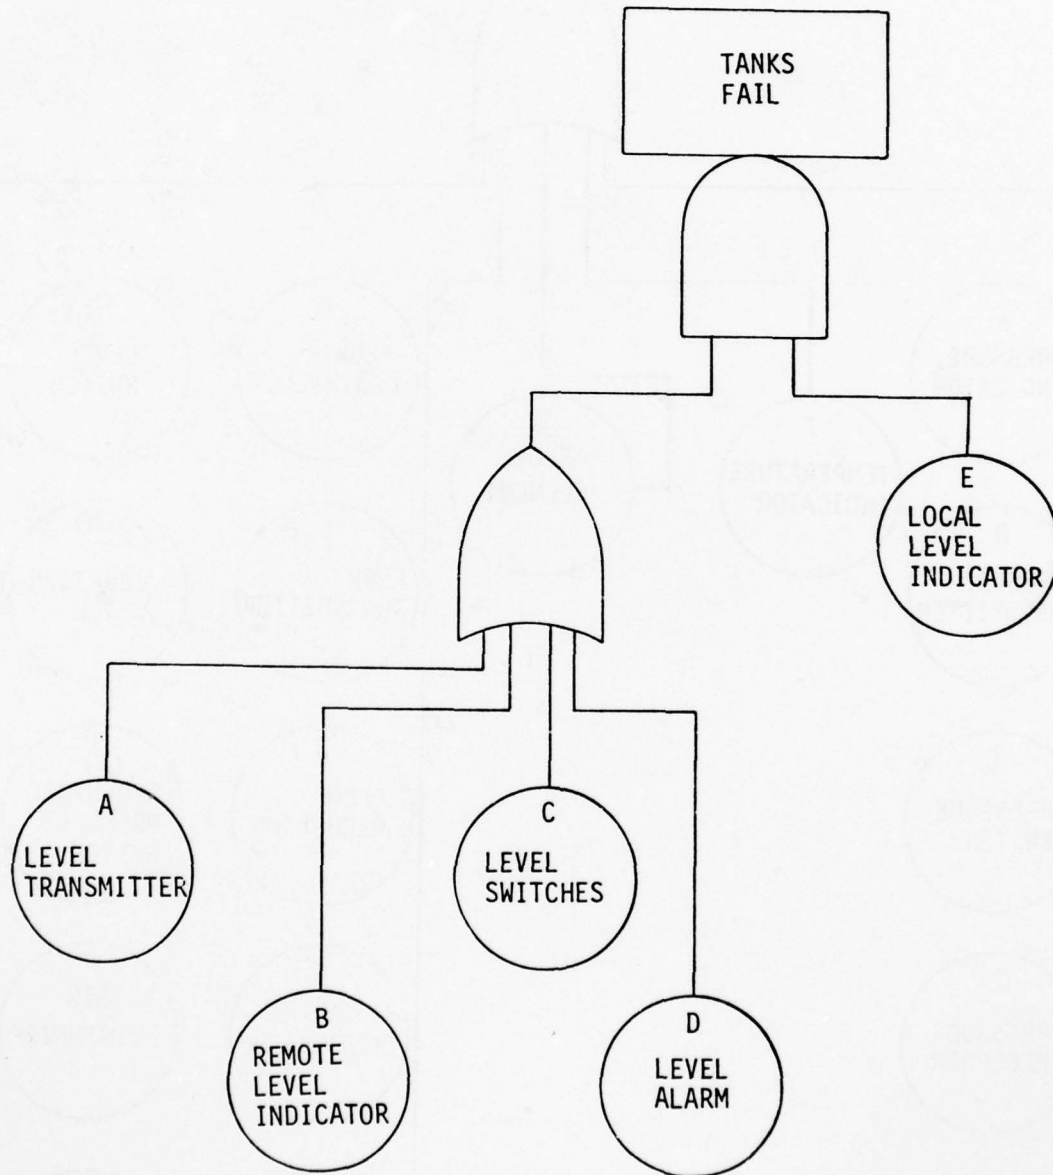 TANKS
FAIL
E
LOCAL
LEVEL
INDICATOR
A
LEVEL
TRANSMITTER
C
LEVEL
SWITCHES
B
REMOTE
LEVEL
INDICATOR
D
LEVEL
ALARM